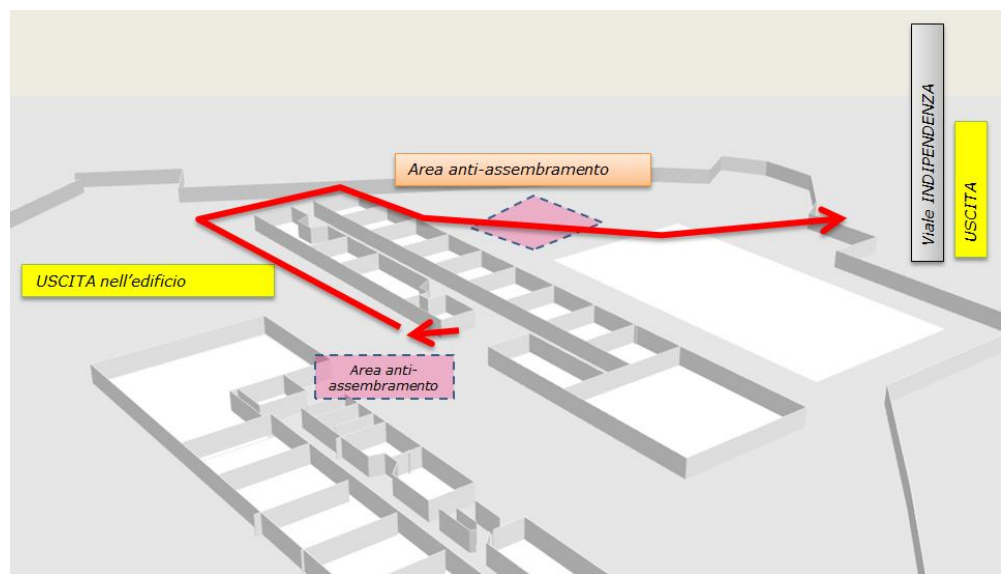 Area anti-assembramento
Viale INDIPENDENZA
USCITA
USCITA nell'edificio
Area anti-
assembramento